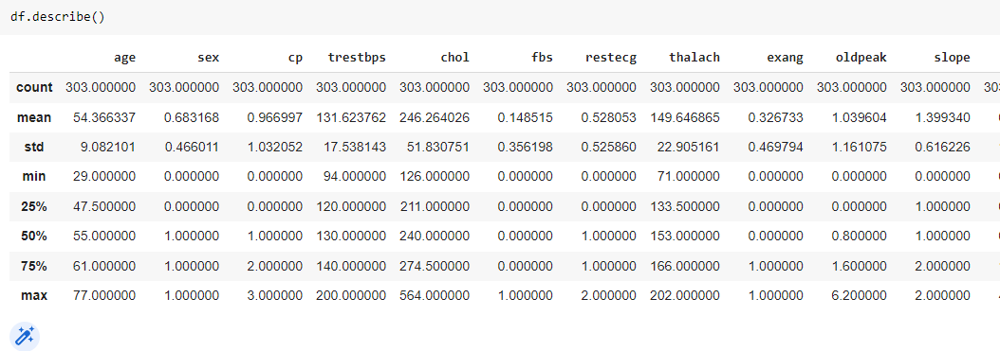 df.describe()
age sex cp trestbps chol fbs restecg thalach exang oldpeak slope
count 303.000000 303.000000 303.000000 303.000000 303.000000 303.000000 303.000000 303.000000 303.000000 303.000000 303.000000
mean 54.366337 0.683168 0.966997 131.623762 246.264026 0.148515 0.528053 149.646865 0.326733 1.039604 1.399340
std 9.082101 0.466011 1.032052 17.538143 51.830751 0.356198 0.525860 22.905161 0.469794 1.161075 0.616226
min 29.000000 0.000000 0.000000 94.000000 126.000000 0.000000 0.000000 71.000000 0.000000 0.000000 0.000000
25% 47.500000 0.000000 0.000000 120.000000 211.000000 0.000000 0.000000 133.500000 0.000000 0.000000 1.000000
50% 55.000000 1.000000 1.000000 130.000000 240.000000 0.000000 1.000000 153.000000 0.000000 0.800000 1.000000
75% 61.000000 1.000000 2.000000 140.000000 274.500000 0.000000 1.000000 166.000000 1.000000 1.600000 2.000000
max 77.000000 1.000000 3.000000 200.000000 564.000000 1.000000 2.000000 202.000000 1.000000 6.200000 2.000000